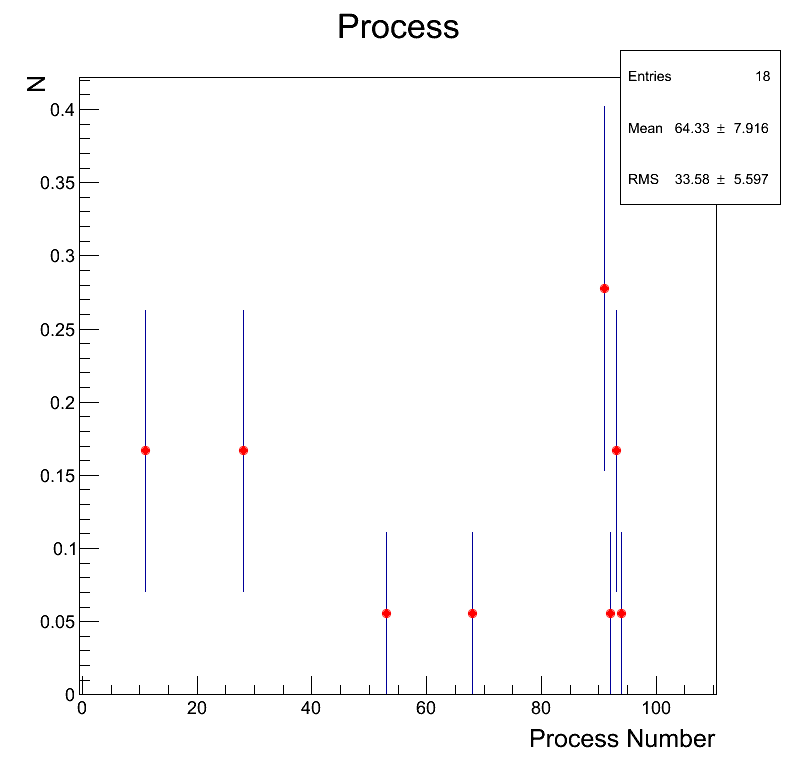 Process
N
Entries 18
Mean 64.33 ± 7.916
RMS 33.58 ± 5.597
0.4
0.35
0.3
0.25
0.2
0.15
0.1
0.05
0
0 20 40 60 80 100
Process Number